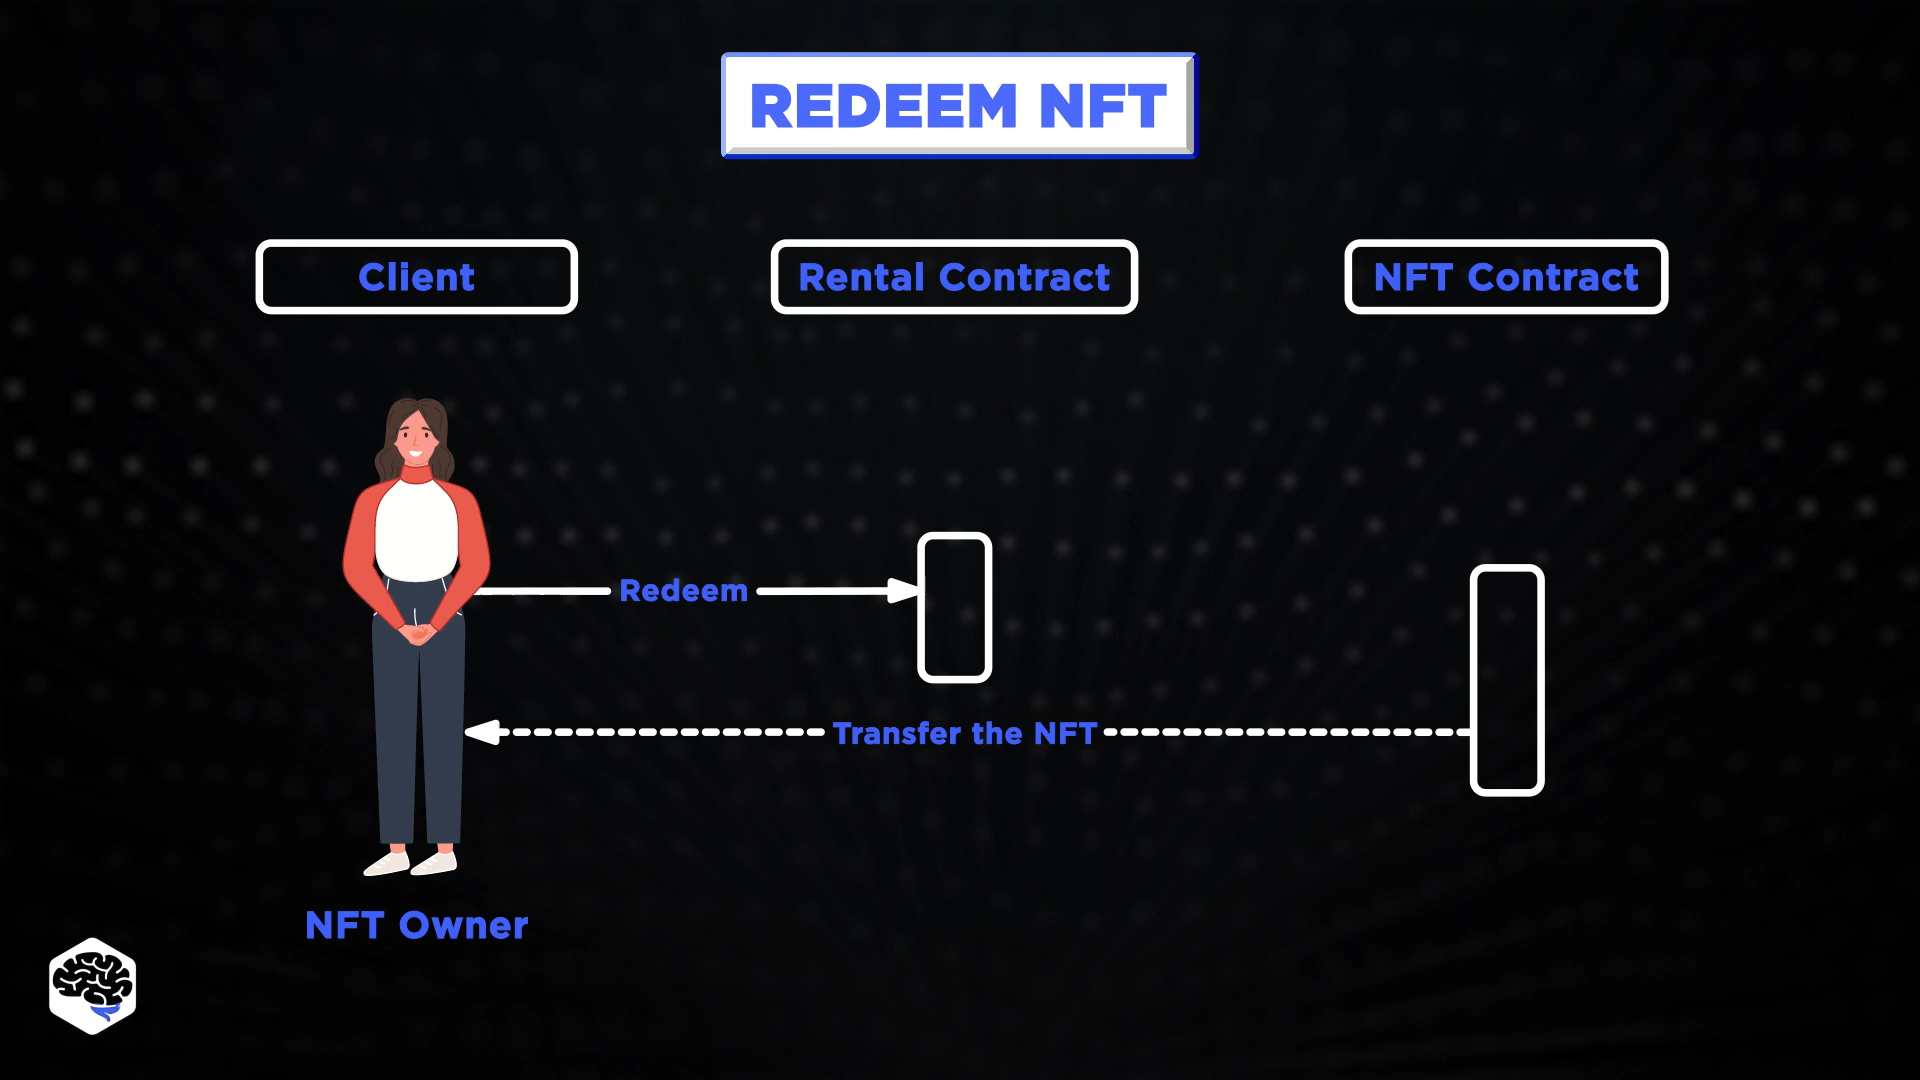 REDEEM NFT
Client
Rental Contract
NFT Contract
Redeem
Transfer the NFT
NFT Owner